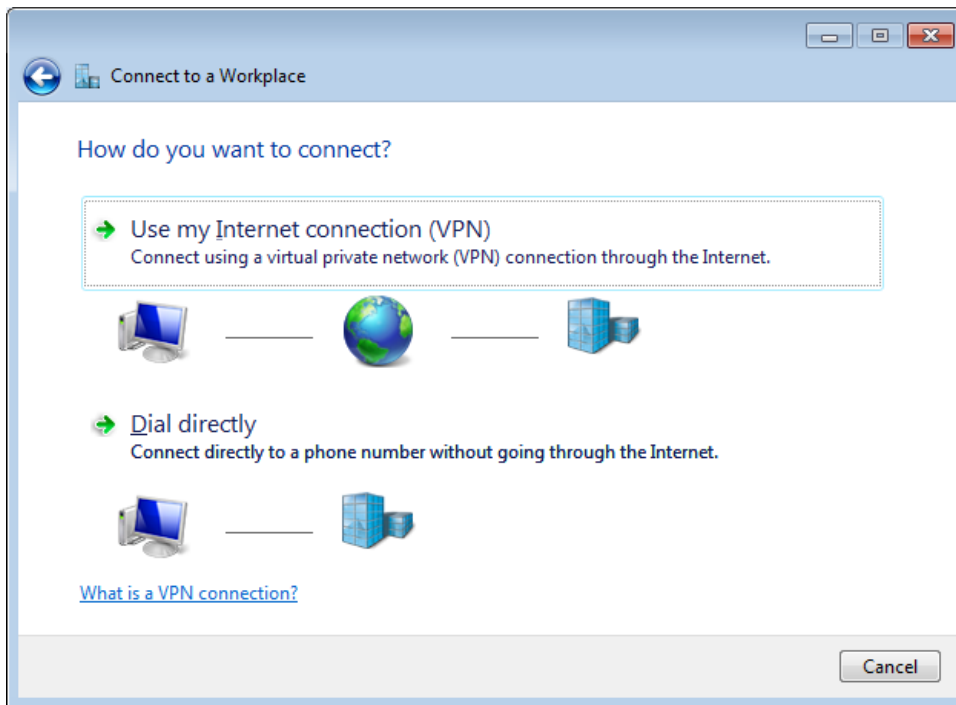 Connect to a Workplace
How do you want to connect?
Use my Internet connection (VPN)
Connect using a virtual private network (VPN) connection through the Internet.
Dial directly
Connect directly to a phone number without going through the Internet.
What is a VPN connection?
Cancel